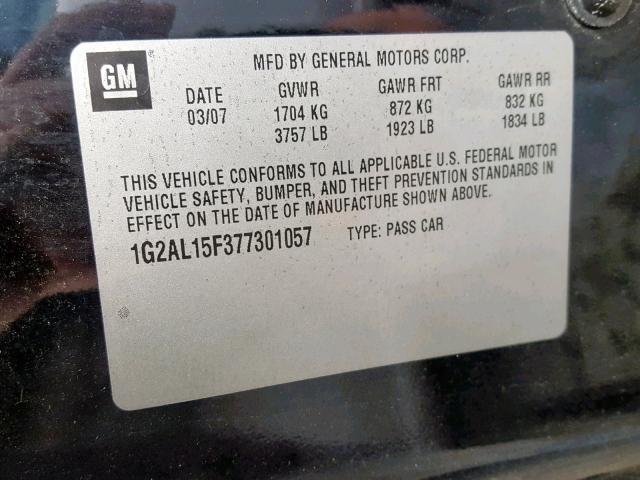 GM
MFD BY GENERAL MOTORS CORP.
DATE GVWR GAWR FRT GAWR RR
03/07 1704 KG 872 KG 832 KG
3757 LB 1923 LB 1834 LB
THIS VEHICLE CONFORMS TO ALL APPLICABLE U.S. FEDERAL MOTOR
VEHICLE SAFETY, BUMPER, AND THEFT PREVENTION STANDARDS IN
EFFECT ON THE DATE OF MANUFACTURE SHOWN ABOVE.
1G2AL15F377301057 TYPE: PASS CAR